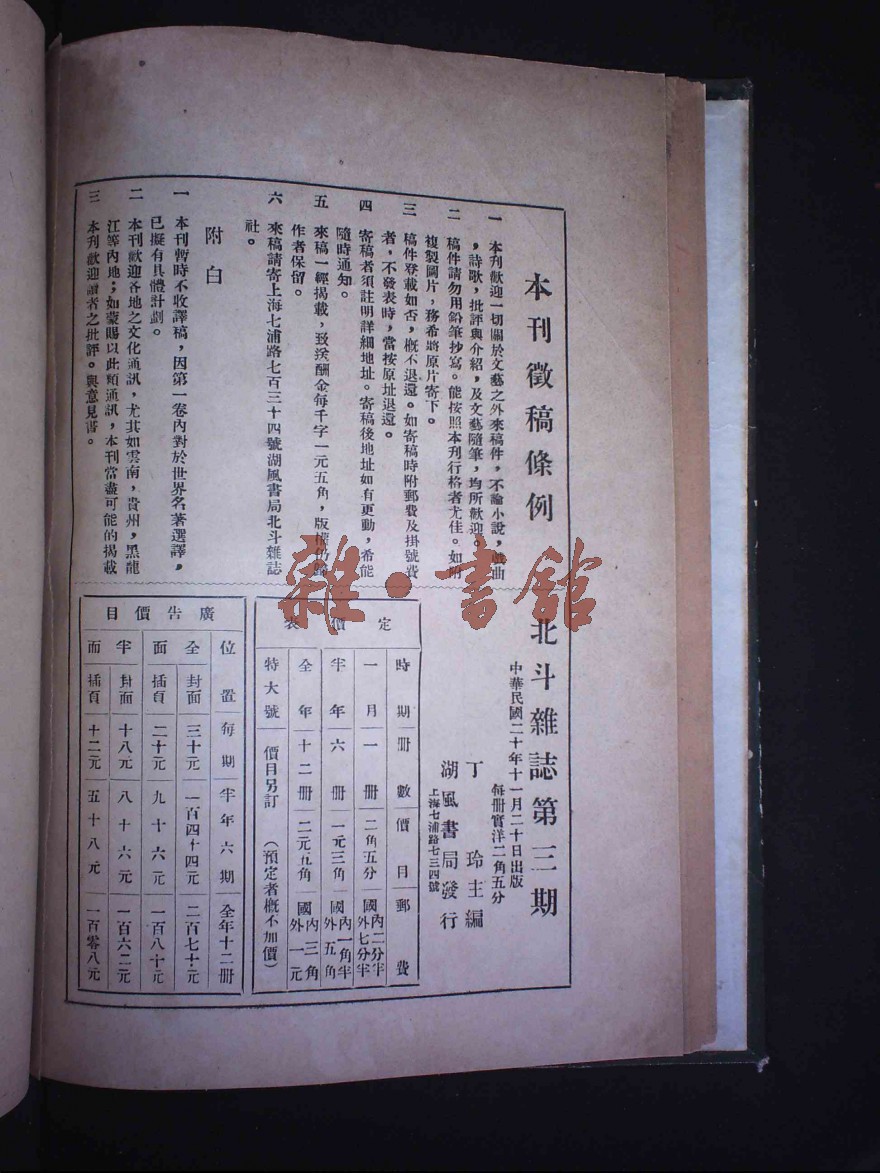 本刊徵稿條例
一　本刊歡迎一切關於文藝之外來稿件，不論小說，戲曲
，詩歌，批評與介紹，及文藝隨筆，均所歡迎。
二　稿件請勿用鉛筆抄寫。能按照本刊行格者尤佳。如附
複製圖片，務希將原片寄下。
三　稿件登載如否，概不退還。如寄稿時附郵費及掛號費
者，不發表時，當按原址退還。
四　寄稿者須註明詳細地址。寄稿後地址如有更動，希能
隨時通知。
五　來稿一經揭載，致送酬金每千字一元五角，版權仍歸
作者保留。
六　來稿請寄上海七浦路七百三十四號湖風書局北斗雜誌
社。
附白
一　本刊暫時不收譯稿，因第一卷內對於世界名著選譯，
已擬有具體計劃。
二　本刊歡迎各地之文化通訊，尤其如雲南，貴州，黑龍
江等內地；如蒙賜以此類通訊，本刊當盡可能的揭載
三　本刊歡迎讀者之批評。與意見書。
北斗雜誌第三期
中華民國二十年十一月二十日出版
每冊實洋二角五分
丁玲主編
湖風書局發行
上海七浦路七三四號
定價表
時期　冊數　價目　郵費
一月　一冊　二角五分　國內二分半　國外七分半
半年　六冊　一元三角　國內一角半　國外五角
全年　十二冊　二元五角　國內三角　國外一元
特大號　價目另訂　（預定者概不加價）
廣告價目
位置　每期　半年六期　全年十二冊
全面　封面　三十元　一百四十四元　二百七十元
插頁　二十元　九十六元　一百八十元
半面　封面　十八元　八十六元　一百六二元
插頁　十二元　五十八元　一百零八元
雜·書館